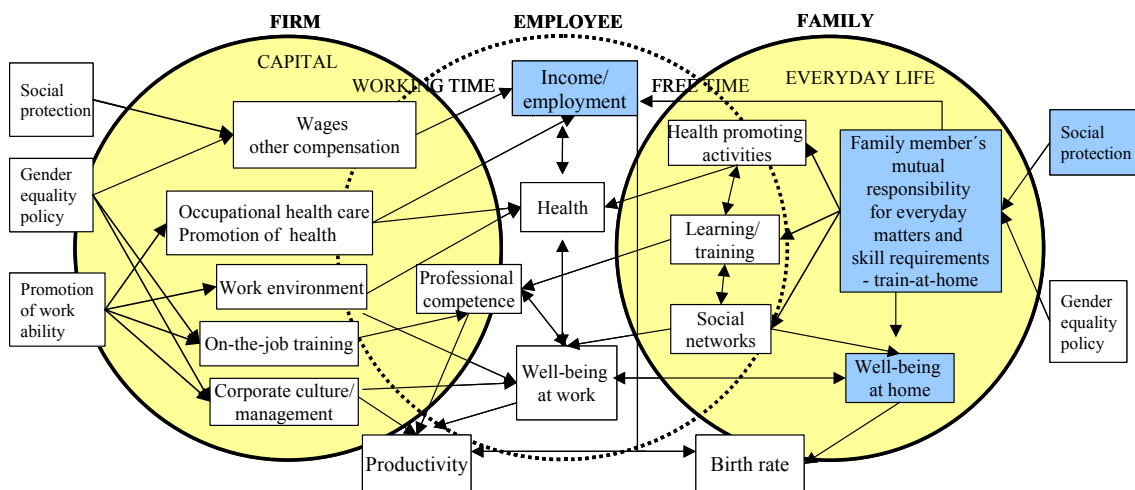 FIRM
EMPLOYEE
FAMILY
CAPITAL
WORKING TIME
FREE TIME
EVERYDAY LIFE
Social
protection
Gender
equality
policy
Promotion
of work
ability
Wages
other compensation
Occupational health care
Promotion of health
Work environment
On-the-job training
Corporate culture/
management
Income/
employment
Health
Professional
competence
Well-being
at work
Productivity
Health promoting
activities
Learning/
training
Social
networks
Family member´s
mutual
responsibility
for everyday
matters and
skill requirements
- train-at-home
Well-being
at home
Birth rate
Social
protection
Gender
equality
policy